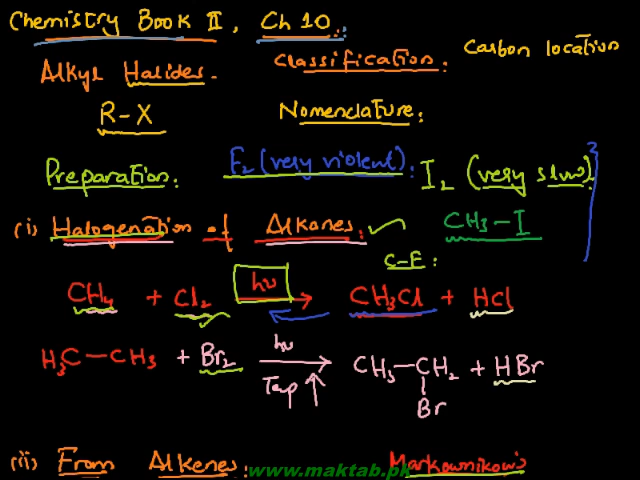 Chemistry Book II, Ch 10.
Alkyl Halides. Classification: Carbon location
R-X Nomenclature:
Preparation: F₂ (very violent): I₂ (very slow)
(i) Halogenation of Alkanes: CH₃-I
C-F:
CH₄ + Cl₂ hν → CH₃Cl + HCl
H₃C-CH₃ + Br₂ hν Temp ↑ → CH₃-CH₂ + HBr
Br
(ii) From Alkenes: Markownikow's
www.maktab.pk